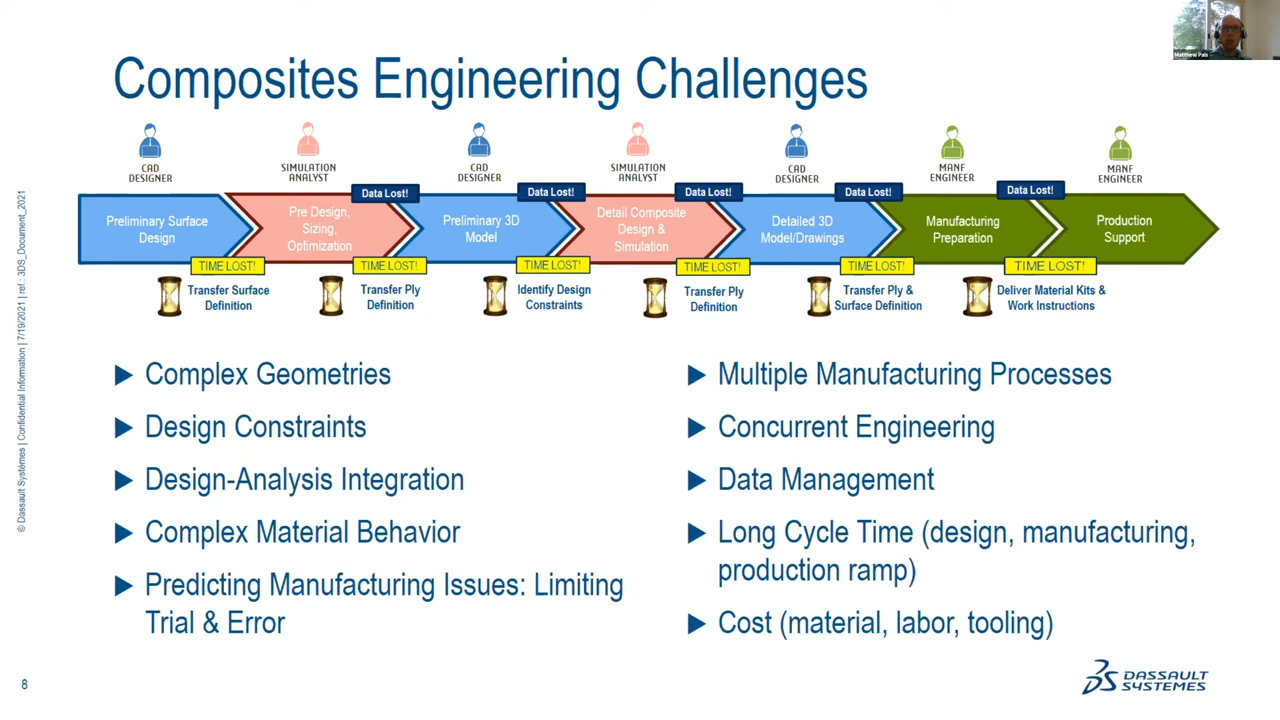 Matthew Pais
Composites Engineering Challenges
CAD
DESIGNER
SIMULATION
ANALYST
CAD
DESIGNER
SIMULATION
ANALYST
CAD
DESIGNER
MANF
ENGINEER
MANF
ENGINEER
Data Lost!
Data Lost!
Data Lost!
Data Lost!
Data Lost!
Preliminary Surface
Design
Pre Design,
Sizing,
Optimization
Preliminary 3D
Model
Detail Composite
Design &
Simulation
Detailed 3D
Model/Drawings
Manufacturing
Preparation
Production
Support
TIME LOST!
TIME LOST!
TIME LOST!
TIME LOST!
TIME LOST!
TIME LOST!
Transfer Surface
Definition
Transfer Ply
Definition
Identify Design
Constraints
Transfer Ply
Definition
Transfer Ply &
Surface Definition
Deliver Material Kits &
Work Instructions
Complex Geometries
Design Constraints
Design-Analysis Integration
Complex Material Behavior
Predicting Manufacturing Issues: Limiting
Trial & Error
Multiple Manufacturing Processes
Concurrent Engineering
Data Management
Long Cycle Time (design, manufacturing,
production ramp)
Cost (material, labor, tooling)
© Dassault Systèmes | Confidential Information | 7/19/2021 | ref.: 3DS_Document_2021
8
DASSAULT
SYSTEMES